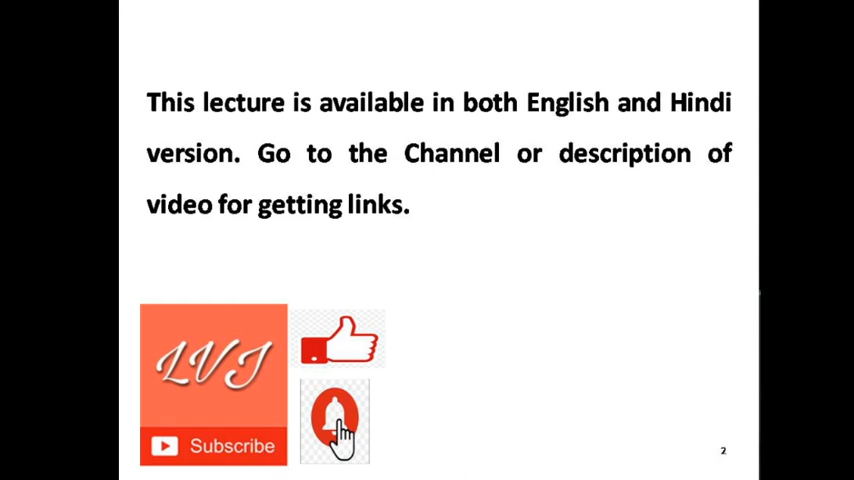 This lecture is available in both English and Hindi
version. Go to the Channel or description of
video for getting links.
LVJ
Subscribe
2